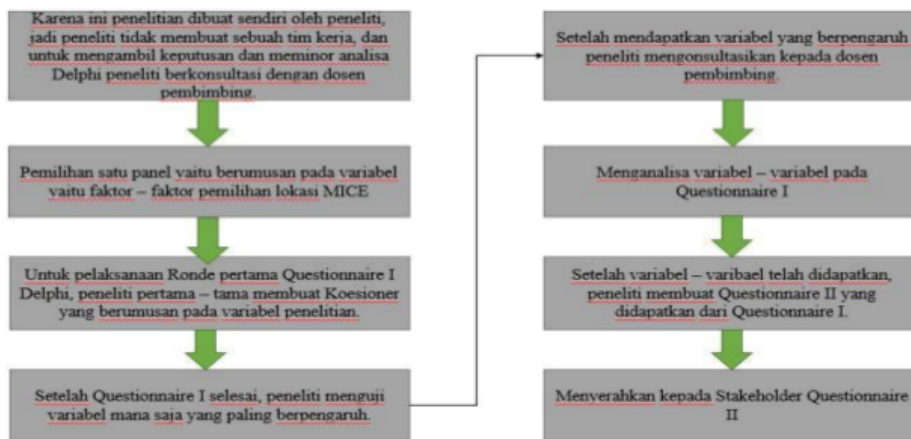 Karena ini penelitian dibuat sendiri oleh peneliti,
jadi peneliti tidak membuat sebuah tim kerja, dan
untuk mengambil keputusan dan meminor analisa
Delphi peneliti berkonsultasi dengan dosen
pembimbing.
Pemilihan satu panel yaitu berumusan pada variabel
yaitu faktor – faktor pemilihan lokasi MICE
Untuk pelaksanaan Ronde pertama Questionnaire I
Delphi, peneliti pertama – tama membuat Koesioner
yang berumusan pada variabel penelitian.
Setelah Questionnaire I selesai, peneliti menguji
variabel mana saja yang paling berpengaruh.
Setelah mendapatkan variabel yang berpengaruh
peneliti mengonsultasikan kepada dosen
pembimbing.
Menganalisa variabel – variabel pada
Questionnaire I
Setelah variabel – varibael telah didapatkan,
peneliti membuat Questionnaire II yang
didapatkan dari Questionnaire I.
Menyerahkan kepada Stakeholder Questionnaire
II